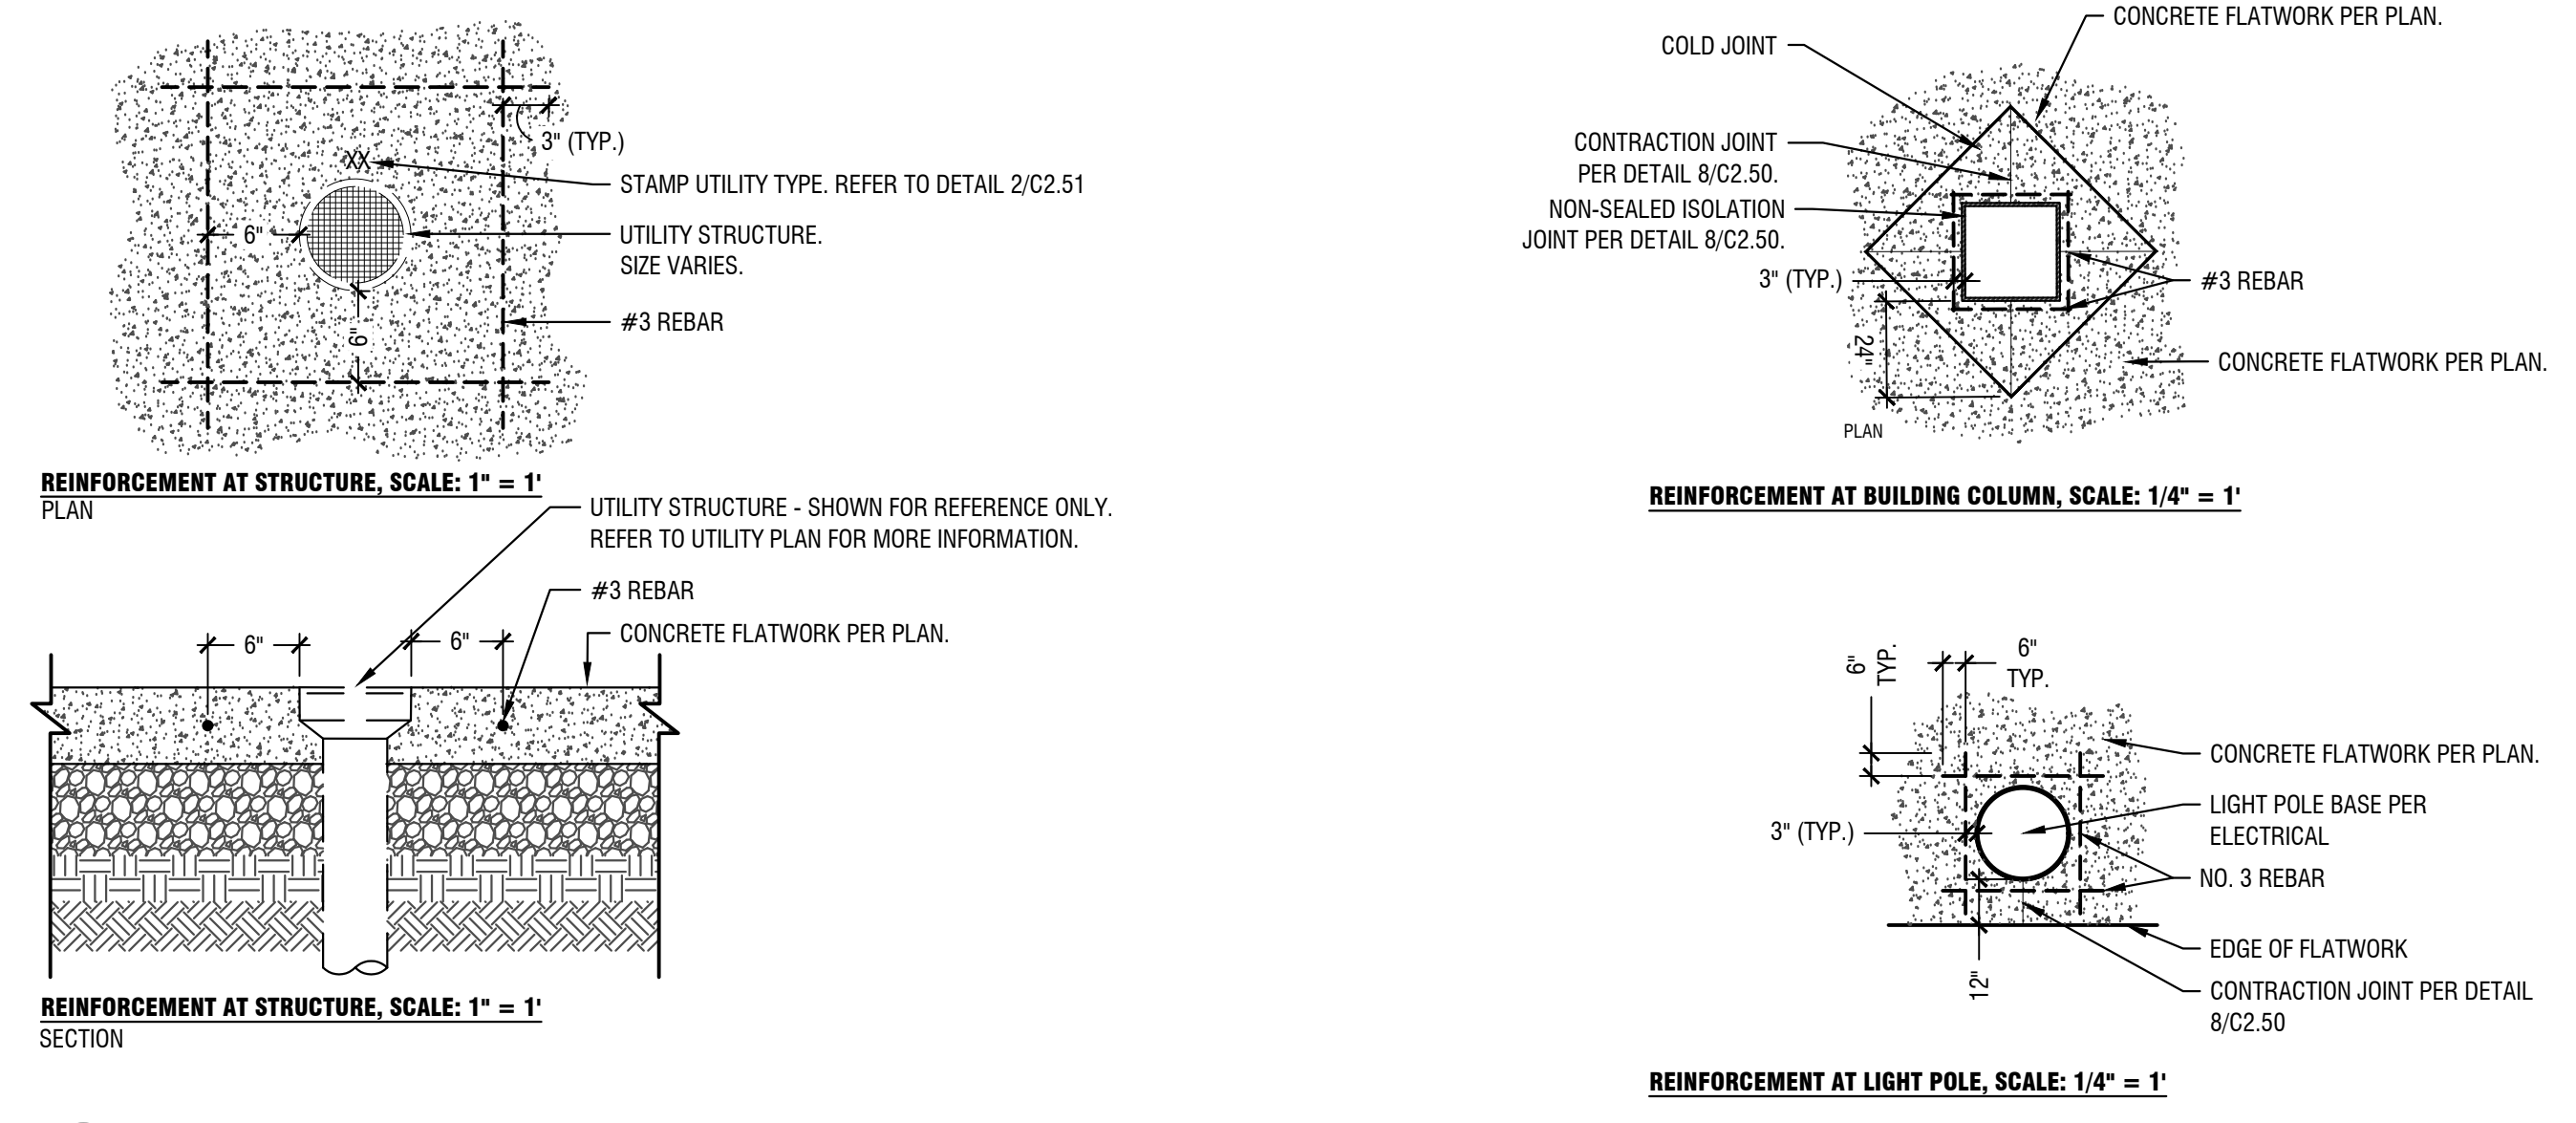 3" (TYP.)
XX
STAMP UTILITY TYPE. REFER TO DETAIL 2/C2.51
6"
UTILITY STRUCTURE.
SIZE VARIES.
6"
#3 REBAR
REINFORCEMENT AT STRUCTURE, SCALE: 1" = 1'
PLAN
UTILITY STRUCTURE - SHOWN FOR REFERENCE ONLY.
REFER TO UTILITY PLAN FOR MORE INFORMATION.
#3 REBAR
CONCRETE FLATWORK PER PLAN.
6"
6"
REINFORCEMENT AT STRUCTURE, SCALE: 1" = 1'
SECTION
CONCRETE FLATWORK PER PLAN.
COLD JOINT
CONTRACTION JOINT
PER DETAIL 8/C2.50.
NON-SEALED ISOLATION
JOINT PER DETAIL 8/C2.50.
3" (TYP.)
#3 REBAR
24"
CONCRETE FLATWORK PER PLAN.
PLAN
REINFORCEMENT AT BUILDING COLUMN, SCALE: 1/4" = 1'
6"
TYP.
6"
TYP.
CONCRETE FLATWORK PER PLAN.
LIGHT POLE BASE PER
ELECTRICAL
3" (TYP.)
NO. 3 REBAR
EDGE OF FLATWORK
12"
CONTRACTION JOINT PER DETAIL
8/C2.50
REINFORCEMENT AT LIGHT POLE, SCALE: 1/4" = 1'